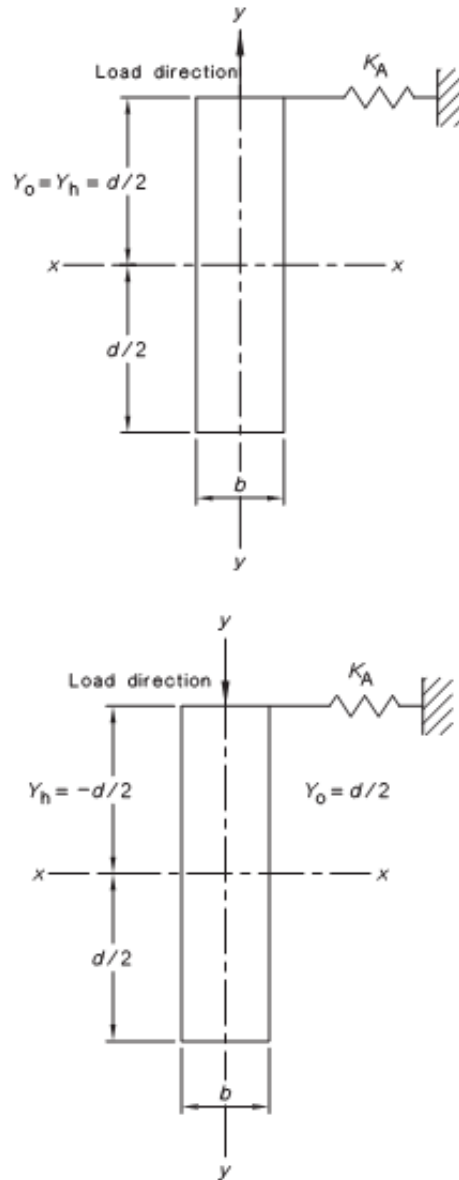 y
Load direction
K_A
Y_o = Y_h = d/2
x
x
d/2
b
y
y
Load direction
K_A
Y_h = -d/2
Y_o = d/2
x
x
d/2
b
y